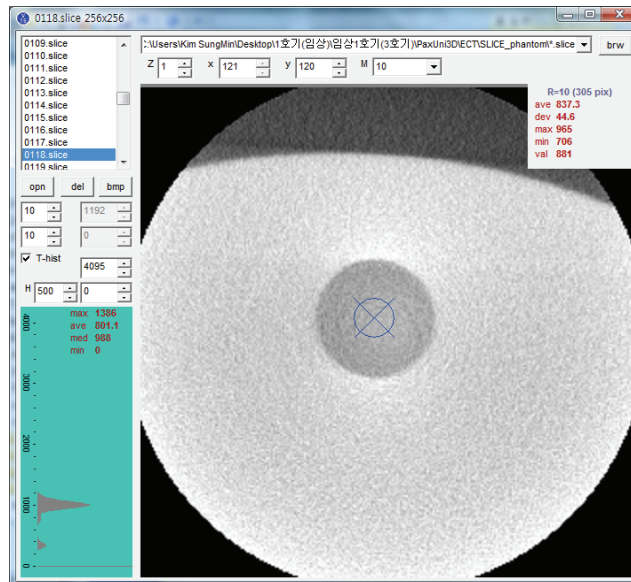 0118.slice 256x256
0109.slice
0110.slice
0111.slice
0112.slice
0113.slice
0114.slice
0115.slice
0116.slice
0117.slice
0118.slice
0119.slice
:\Users\Kim SungMin\Desktop\1호기(임상)\임상1호기(3호기)\PaxUni3D\ECT\SLICE_phantom\*.slice
brw
Z 1 x 121 y 120 M 10
R=10 (305 pix)
ave 837.3
dev 44.6
max 965
min 706
val 881
opn del bmp
10 1192
10 0
T-hist 4095
H 500 0
max 1386
ave 801.1
med 988
min 0
4000
3000
2000
1000
0